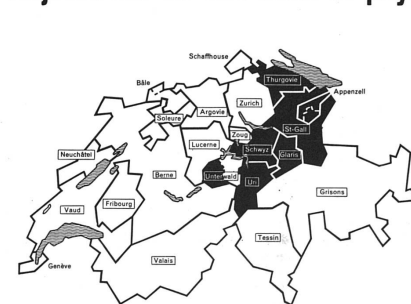 Schaffhouse
Thurgovie
Bâle
Appenzell
Zurich
Argovie
Soleure
St-Gall
Zoug
Lucerne
Schwyz
Neuchâtel
Glaris
Berne
Unterwald
Uri
Grisons
Fribourg
Vaud
Tessin
Valais
Genève